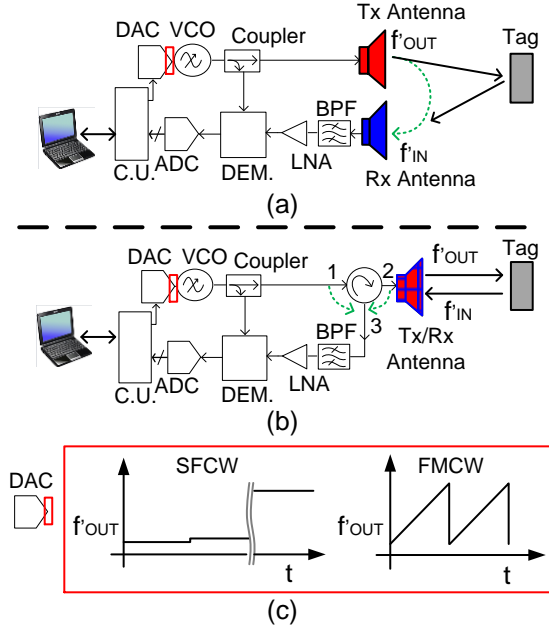 Tx Antenna
DAC VCO
Coupler
f'OUT
Tag
BPF
LNA
f'IN
C.U.
ADC
DEM.
Rx Antenna
(a)
DAC VCO
Coupler
1
2
f'OUT
Tag
f'IN
3
BPF
Tx/Rx
Antenna
LNA
C.U.
ADC
DEM.
(b)
DAC
SFCW
FMCW
f'OUT
f'OUT
t
t
(c)